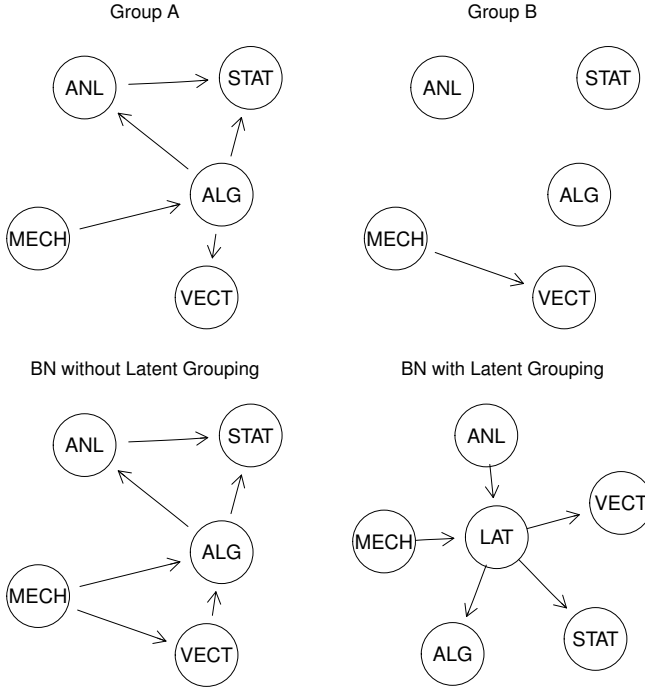 Group A
Group B
ANL
STAT
ANL
STAT
ALG
ALG
MECH
MECH
VECT
VECT
BN without Latent Grouping
BN with Latent Grouping
ANL
STAT
ANL
VECT
MECH
LAT
ALG
MECH
STAT
VECT
ALG